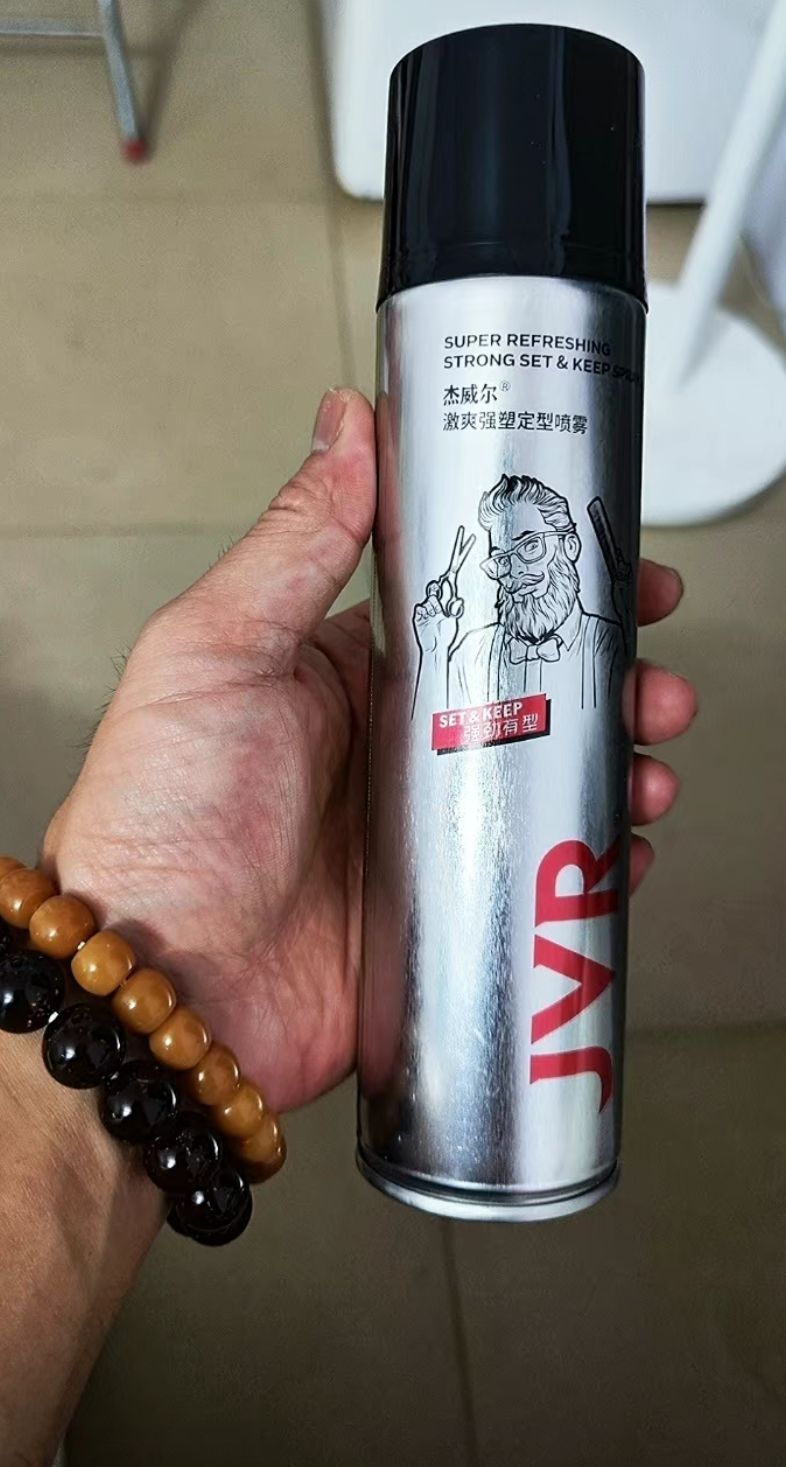 SUPER REFRESHING
STRONG SET & KEEP SPRAY
杰威尔®
激爽强塑定型喷雾
SET & KEEP
强劲有型
JVR